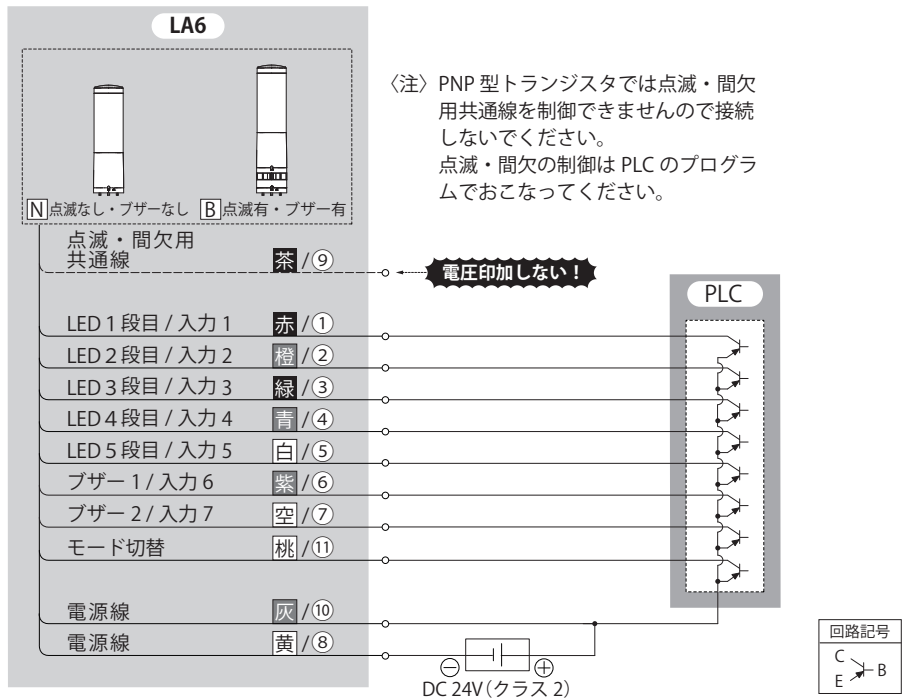 LA6
〈注〉PNP 型トランジスタでは点滅・間欠
用共通線を制御できませんので接続
しないでください。
点滅・間欠の制御は PLC のプログラ
ムでおこなってください。
N 点滅なし・ブザーなし B 点滅有・ブザー有
点滅・間欠用
共通線 茶 /⑨
電圧印加しない！
PLC
LED 1 段目 / 入力 1 赤 /①
LED 2 段目 / 入力 2 橙 /②
LED 3 段目 / 入力 3 緑 /③
LED 4 段目 / 入力 4 青 /④
LED 5 段目 / 入力 5 白 /⑤
ブザー 1 / 入力 6 紫 /⑥
ブザー 2 / 入力 7 空 /⑦
モード切替 桃 /⑪
電源線 灰 /⑩
電源線 黄 /⑧
⊖ ⊕
DC 24V（クラス 2）
回路記号
C
B
E